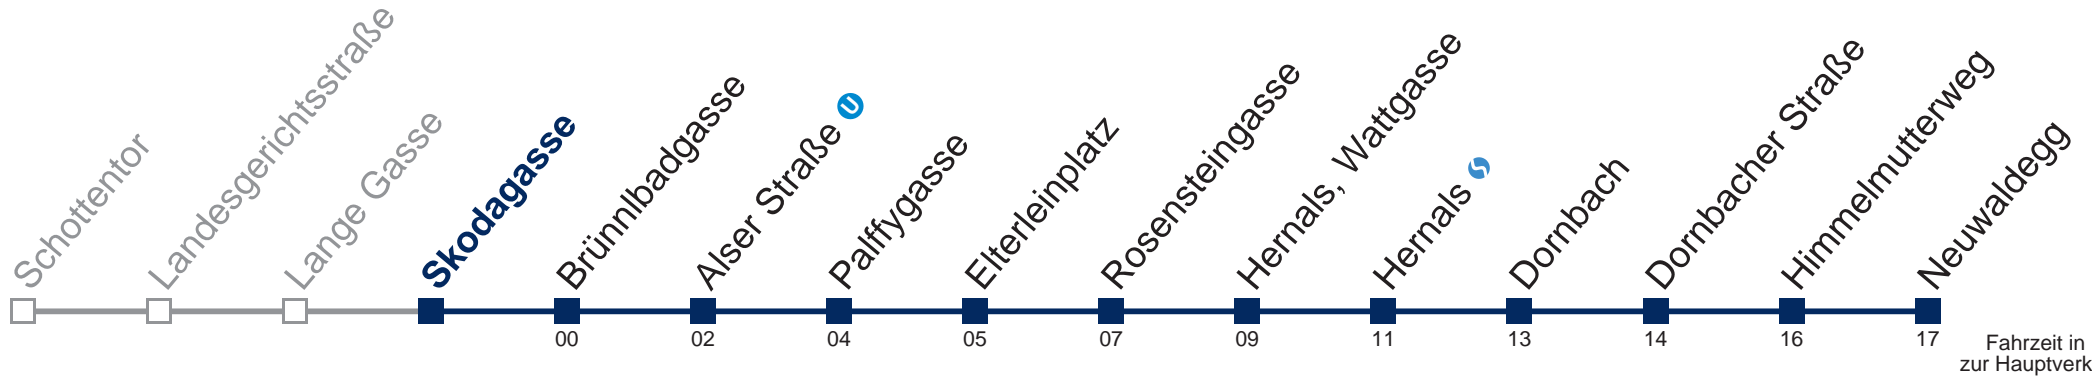 Schottentor
Landesgerichtsstraße
Lange Gasse
Skodagasse
Brünnlbadgasse
Alser Straße U
Palffygasse
Elterleinplatz
Rosensteingasse
Hernals, Wattgasse
Hernals
Dornbach
Dornbacher Straße
Himmelmutterweg
Neuwaldegg
00 02 04 05 07 09 11 13 14 16 17
Fahrzeit in
zur Hauptverk